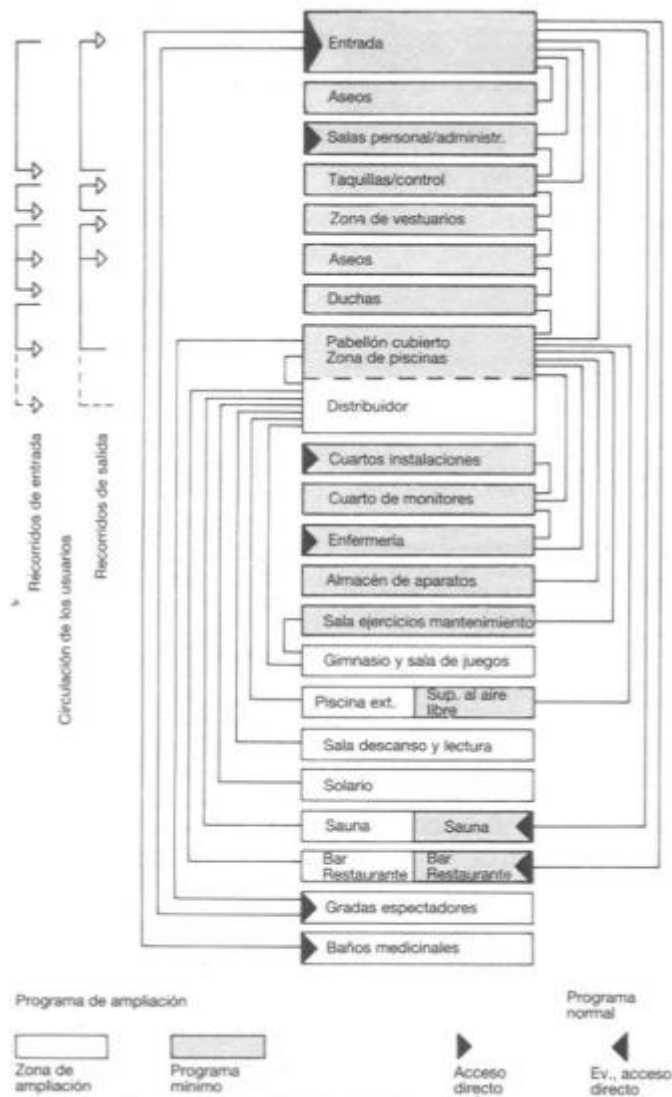 Entrada
Aseos
Salas personal/administr.
Taquillas/control
Zona de vestuarios
Aseos
Duchas
Pabellón cubierto
Zona de piscinas
Distribuidor
Cuartos instalaciones
Cuarto de monitores
Enfermería
Almacén de aparatos
Sala ejercicios mantenimiento
Gimnasio y sala de juegos
Piscina ext.
Sup. al aire
libre
Sala descanso y lectura
Solario
Sauna
Sauna
Bar
Restaurante
Bar
Restaurante
Gradas espectadores
Baños medicinales
Recorridos de entrada
Circulación de los usuarios
Recorridos de salida
Programa de ampliación
Programa
normal
Zona de
ampliación
Programa
mínimo
Acceso
directo
Ev., acceso
directo